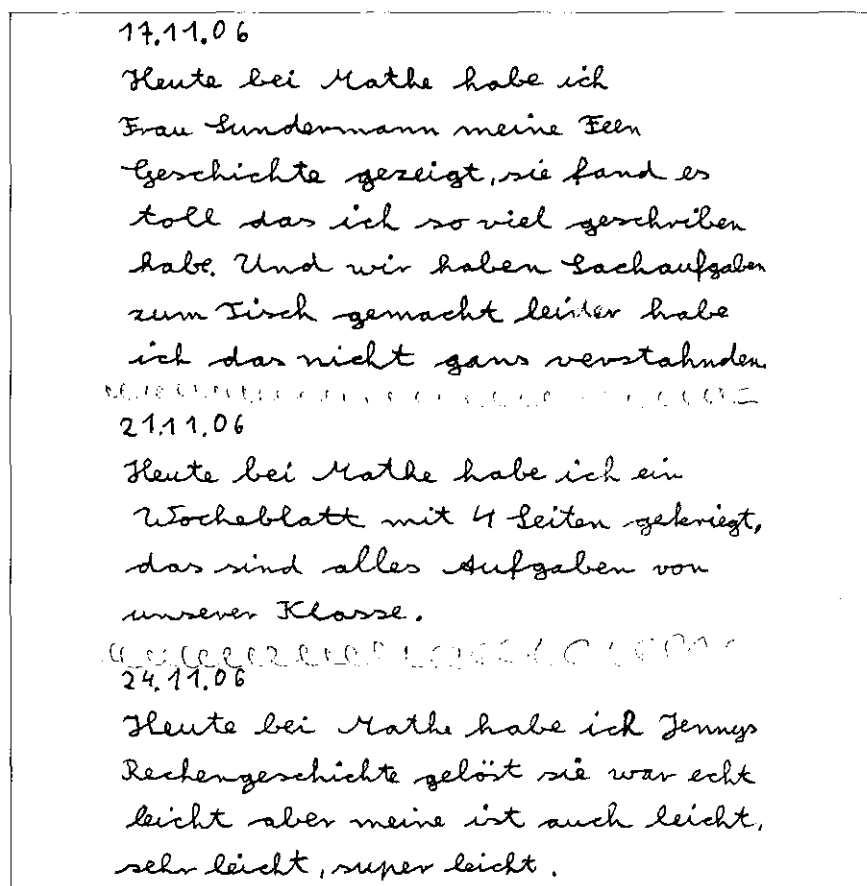 17.11.06
Heute bei Mathe habe ich
Frau Sundermann meine Feen
Geschichte gezeigt, sie fand es
toll das ich so viel geschriben
habe. Und wir haben Sachaufgaben
zum Tisch gemacht leider habe
ich das nicht gans verstahnden.
21.11.06
Heute bei Mathe habe ich ein
Wocheblatt mit 4 Seiten gekriegt,
das sind alles Aufgaben von
unserer Klasse.
24.11.06
Heute bei Mathe habe ich Jennys
Rechengeschichte gelöst sie war echt
leicht aber meine ist auch leicht,
sehr leicht, super leicht.